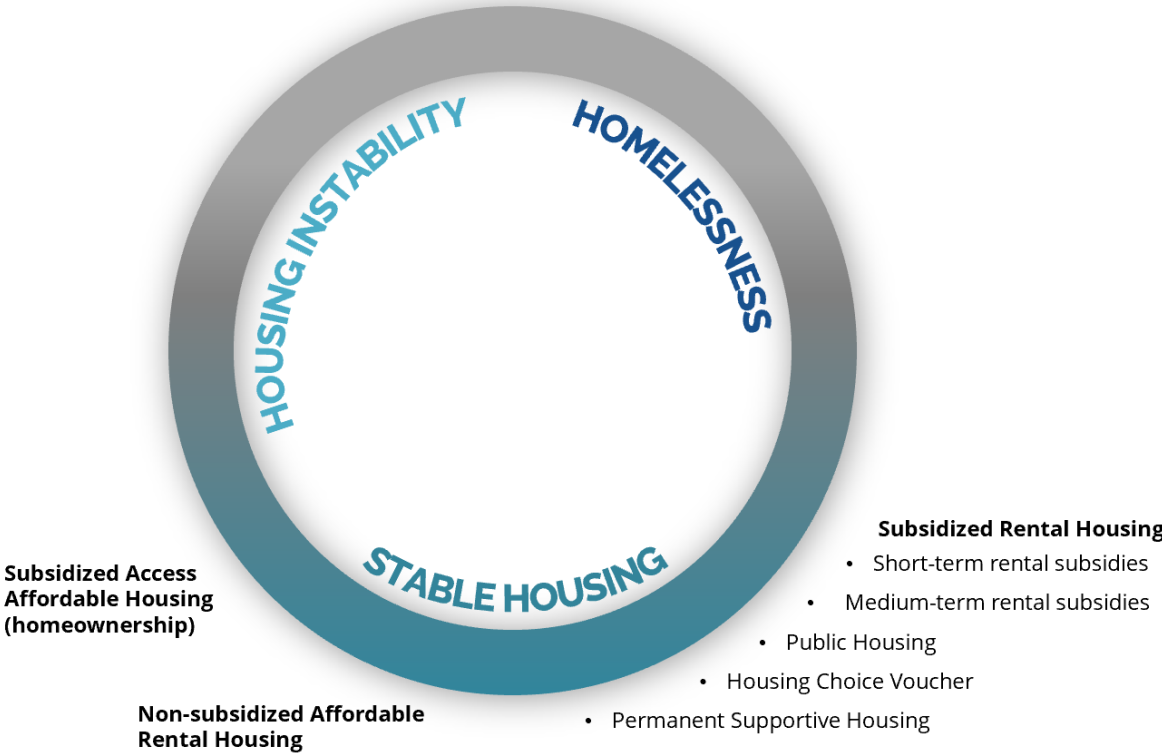 HOUSING INSTABILITY
HOMELESSNESS
STABLE HOUSING
Subsidized Rental Housing
• Short-term rental subsidies
• Medium-term rental subsidies
• Public Housing
• Housing Choice Voucher
• Permanent Supportive Housing
Subsidized Access
Affordable Housing
(homeownership)
Non-subsidized Affordable
Rental Housing